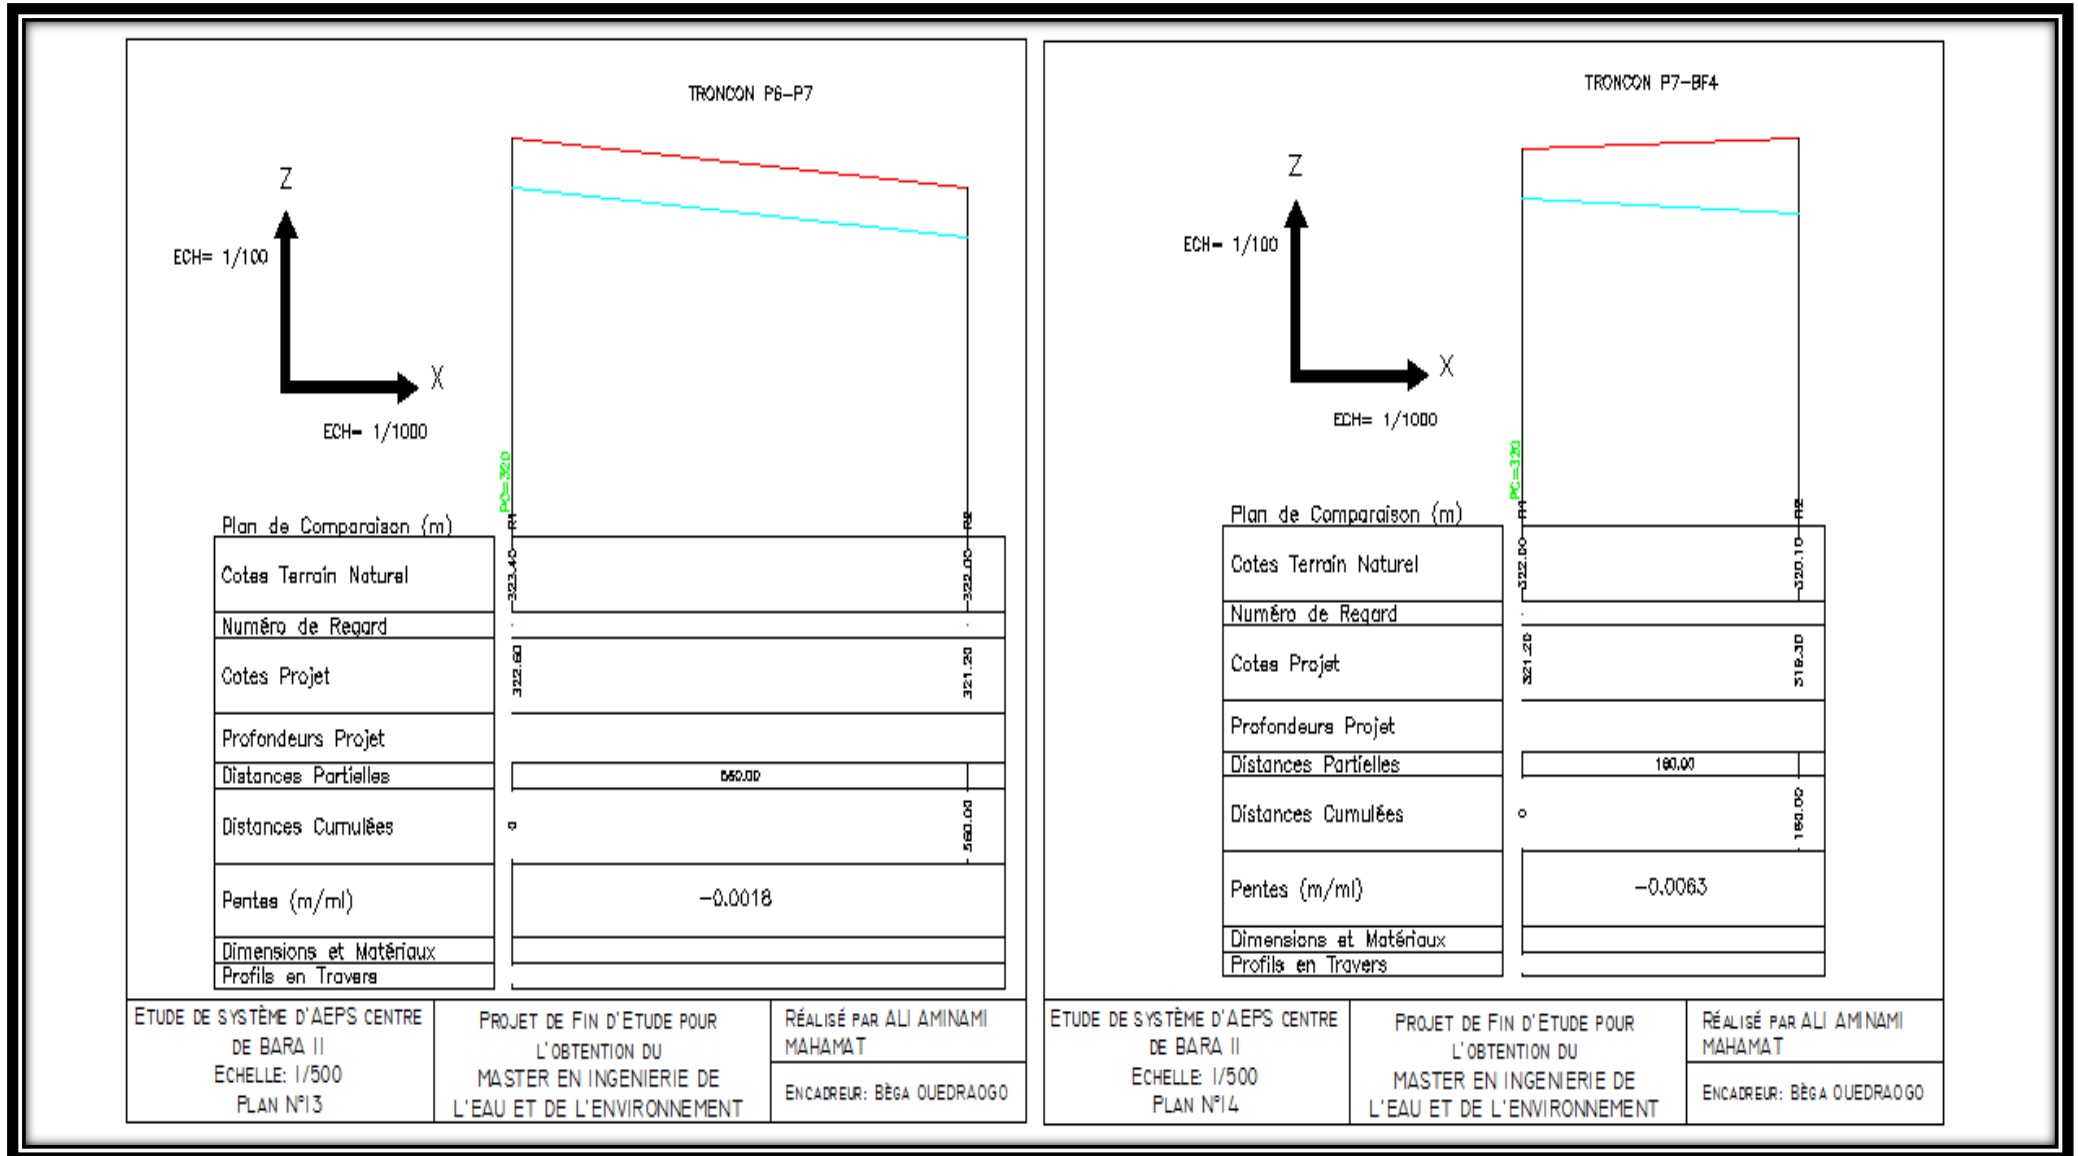 TRONCON P6-P7
Z
ECH= 1/100
X
ECH= 1/1000
PC=320
Plan de Comparaison (m)
R1
R2
Cotes Terrain Naturel
323.40
322.00
Numéro de Regard
Cotes Projet
322.60
321.20
Profondeurs Projet
Distances Partielles
560.00
Distances Cumulées
0
560.00
Pentes (m/ml)
-0.0018
Dimensions et Matériaux
Profils en Travers
ETUDE DE SYSTÈME D'AEPS CENTRE
DE BARA II
ECHELLE: 1/500
PLAN N°13
PROJET DE FIN D'ETUDE POUR
L'OBTENTION DU
MASTER EN INGENIERIE DE
L'EAU ET DE L'ENVIRONNEMENT
RÉALISÉ PAR ALI AMINAMI
MAHAMAT
ENCADREUR: BÈGA OUEDRAOGO
TRONCON P7-BF4
Z
ECH= 1/100
X
ECH= 1/1000
PC=320
Plan de Comparaison (m)
R1
R2
Cotes Terrain Naturel
322.00
320.10
Numéro de Regard
Cotes Projet
321.20
319.30
Profondeurs Projet
Distances Partielles
Distances Cumulées
0
Pentes (m/ml)
-0.0063
Dimensions et Matériaux
Profils en Travers
ETUDE DE SYSTÈME D'AEPS CENTRE
DE BARA II
ECHELLE: 1/500
PLAN N°14
PROJET DE FIN D'ETUDE POUR
L'OBTENTION DU
MASTER EN INGENIERIE DE
L'EAU ET DE L'ENVIRONNEMENT
RÉALISÉ PAR ALI AMINAMI
MAHAMAT
ENCADREUR: BÈGA OUEDRAOGO